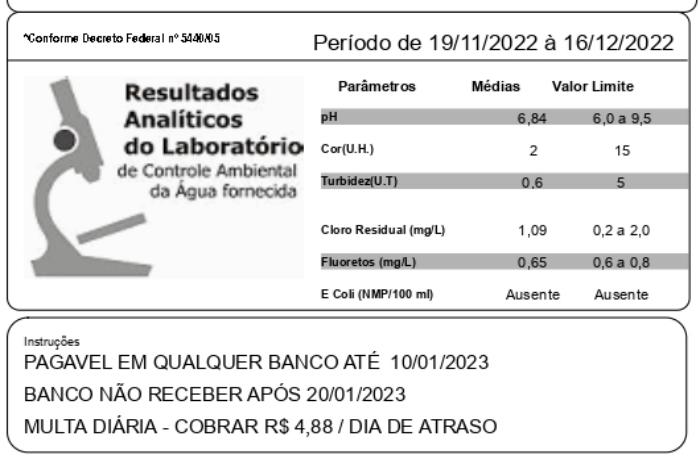 *Conforme Decreto Federal nº 5440/05
Período de 19/11/2022 à 16/12/2022
Resultados
Analíticos
do Laboratório
de Controle Ambiental
da Água fornecida
Parâmetros Médias Valor Limite
pH 6,84 6,0 a 9,5
Cor(U.H.) 2 15
Turbidez(U.T) 0,6 5
Cloro Residual (mg/L) 1,09 0,2 a 2,0
Fluoretos (mg/L) 0,65 0,6 a 0,8
E Coli (NMP/100 ml) Ausente Ausente
Instruções
PAGAVEL EM QUALQUER BANCO ATÉ 10/01/2023
BANCO NÃO RECEBER APÓS 20/01/2023
MULTA DIÁRIA - COBRAR R$ 4,88 / DIA DE ATRASO